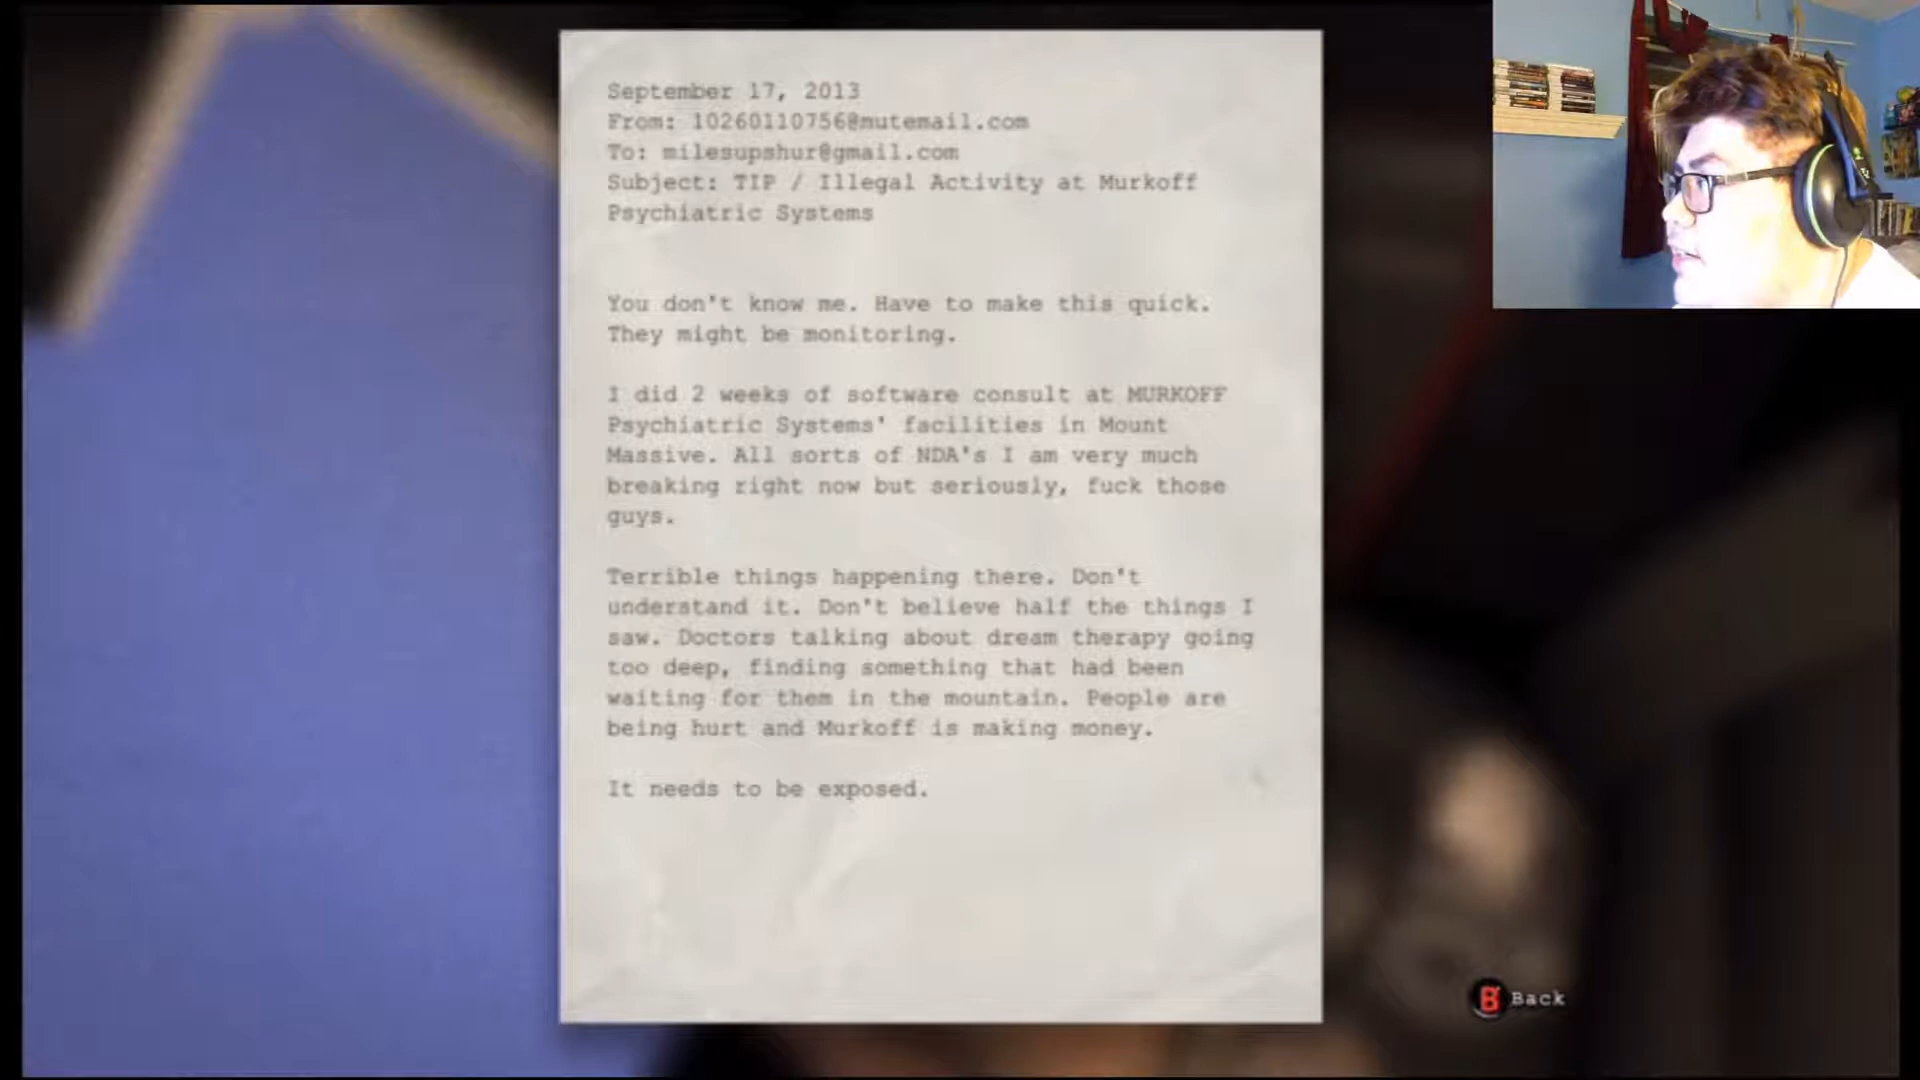 September 17, 2013
From: 10260110756@mutemail.com
To: milesupshur@gmail.com
Subject: TIP / Illegal Activity at Murkoff
Psychiatric Systems
You don't know me. Have to make this quick.
They might be monitoring.
I did 2 weeks of software consult at MURKOFF
Psychiatric Systems' facilities in Mount
Massive. All sorts of NDA's I am very much
breaking right now but seriously, fuck those
guys.
Terrible things happening there. Don't
understand it. Don't believe half the things I
saw. Doctors talking about dream therapy going
too deep, finding something that had been
waiting for them in the mountain. People are
being hurt and Murkoff is making money.
It needs to be exposed.
B Back